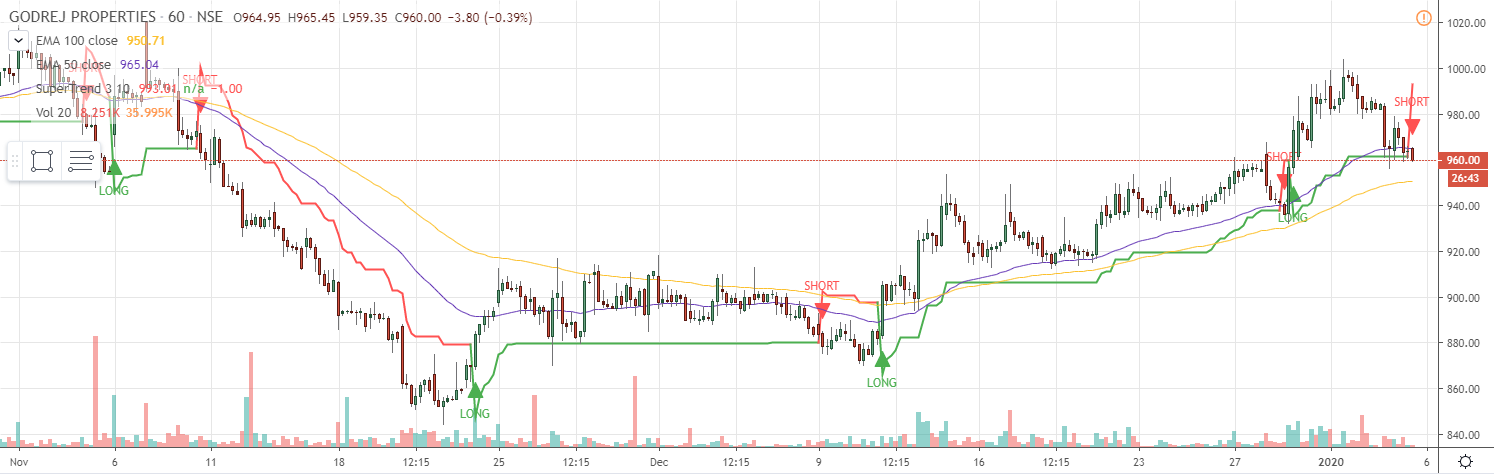 GODREJ PROPERTIES · 60 · NSE O964.95 H965.45 L959.35 C960.00 −3.80 (−0.39%)
EMA 100 close 950.71
EMA 50 close 965.04
SuperTrend 3 10 993.01 n/a −1.00
Vol 20 8.251K 35.995K
SHORT
SHORT
LONG
LONG
SHORT
LONG
SHORT
LONG
SHORT
1020.00
1000.00
980.00
960.00
26:43
940.00
920.00
900.00
880.00
860.00
840.00
Nov 6 11 18 12:15 25 12:15 Dec 12:15 9 12:15 16 12:15 23 27 2020 6